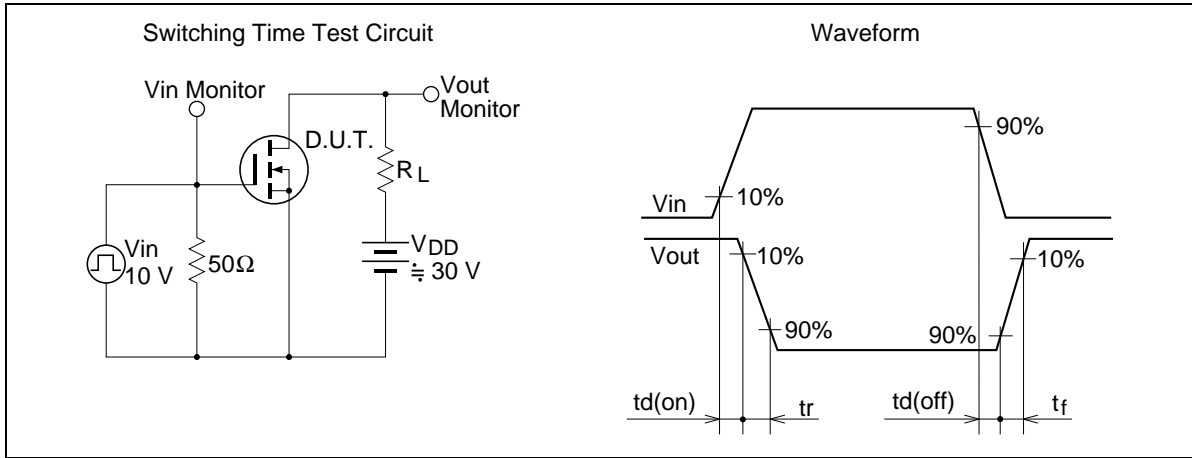 Switching Time Test Circuit
Vin Monitor
Vout
Monitor
D.U.T.
RL
Vin
10 V
50Ω
VDD
≒ 30 V
Waveform
Vin
10%
90%
Vout
10%
90%
90%
10%
td(on)
tr
td(off)
tf